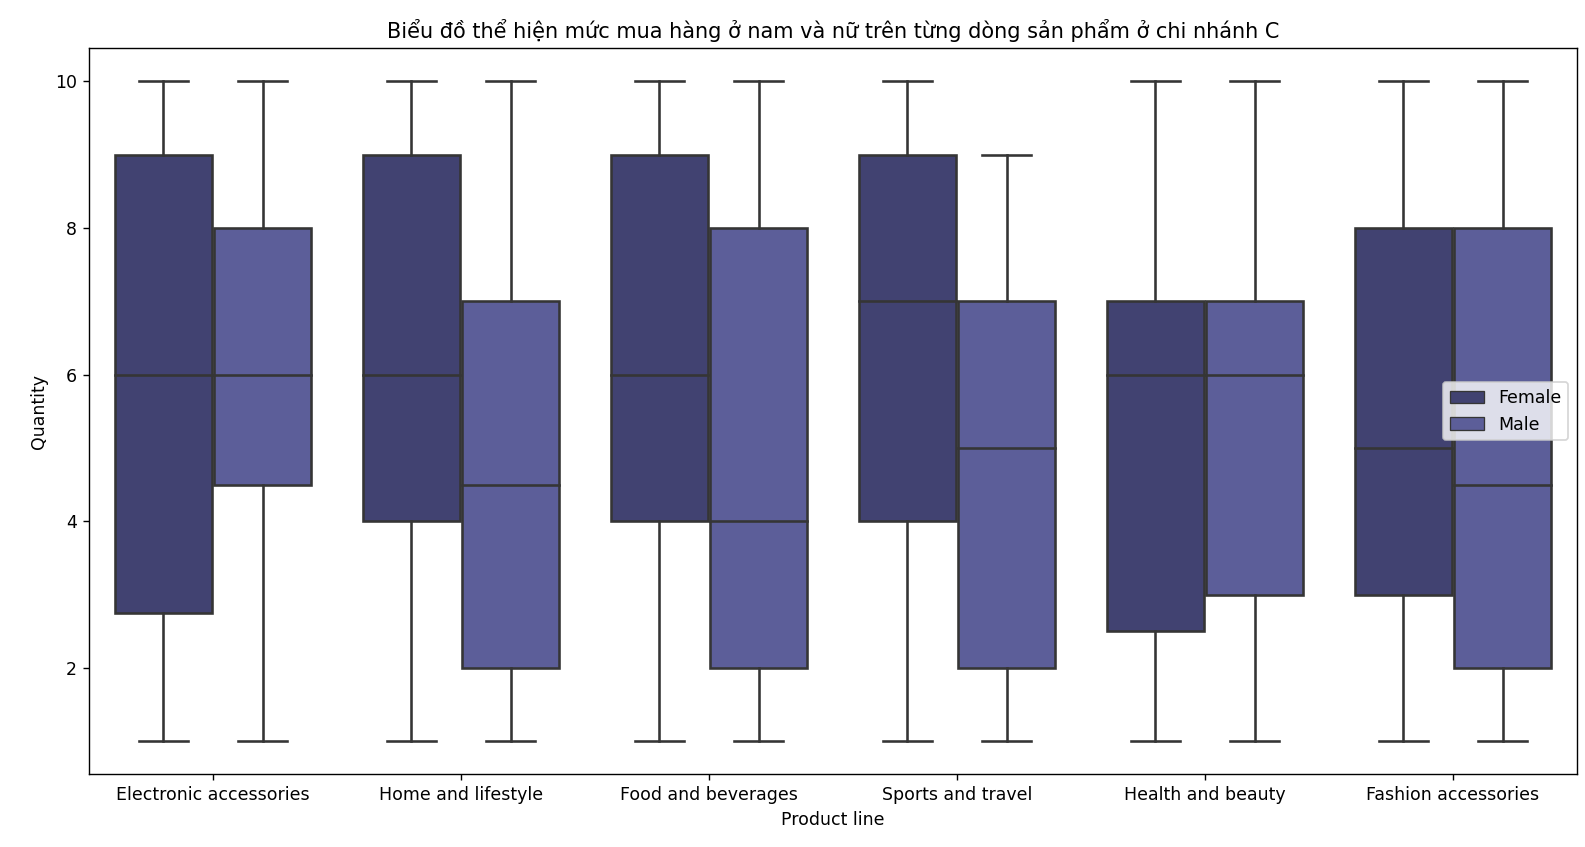 Biểu đồ thể hiện mức mua hàng ở nam và nữ trên từng dòng sản phẩm ở chi nhánh C
Quantity
10
8
6
4
2
Female
Male
Electronic accessories
Home and lifestyle
Food and beverages
Sports and travel
Health and beauty
Fashion accessories
Product line